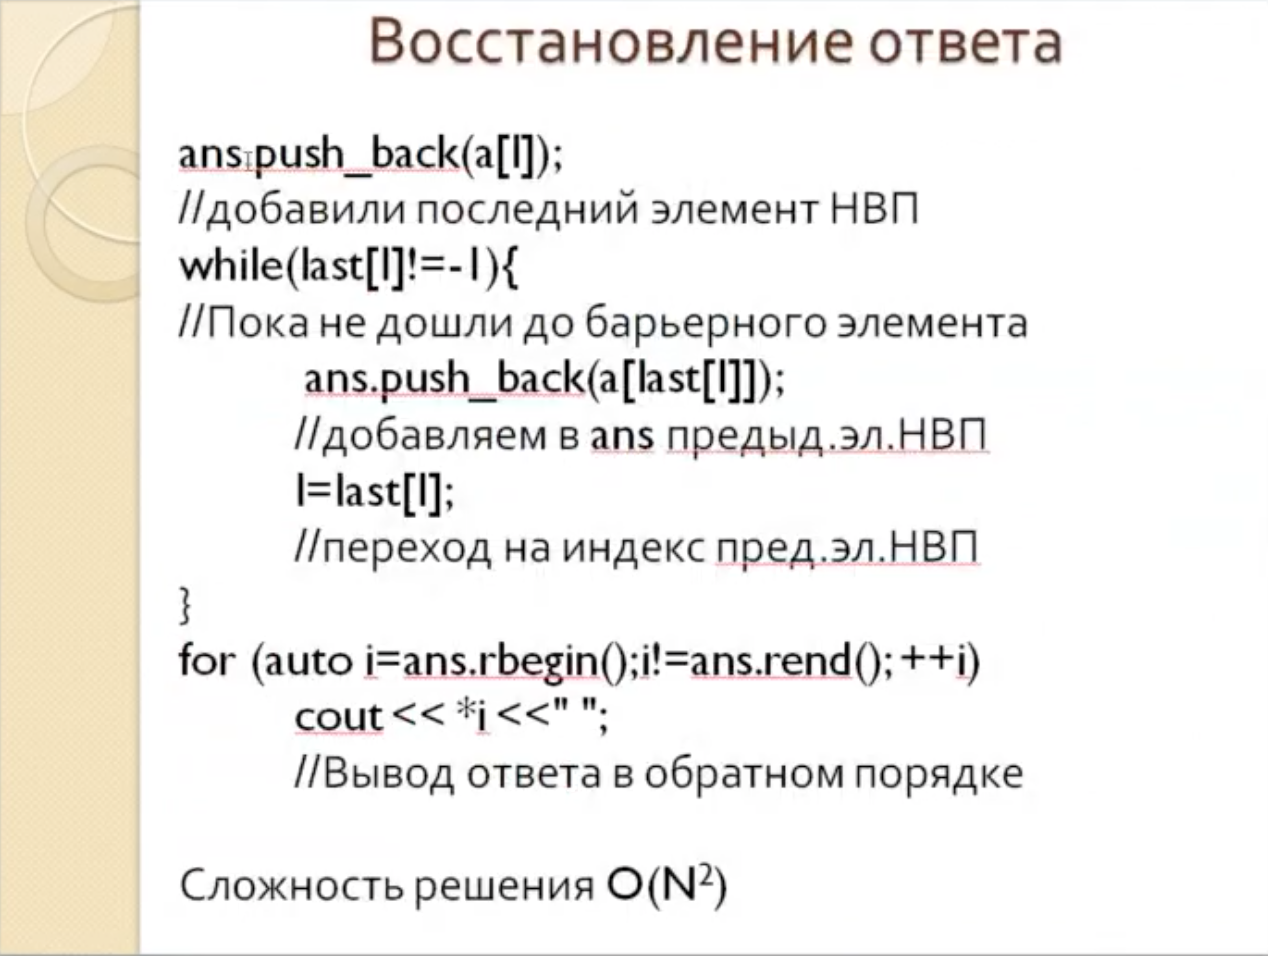 Восстановление ответа
ans.push_back(a[l]);
//добавили последний элемент НВП
while(last[l]!=-1){
//Пока не дошли до барьерного элемента
ans.push_back(a[last[l]]);
//добавляем в ans предыд.эл.НВП
l=last[l];
//переход на индекс пред.эл.НВП
}
for (auto i=ans.rbegin();i!=ans.rend(); ++i)
cout << *i <<" ";
//Вывод ответа в обратном порядке
Сложность решения O(N²)